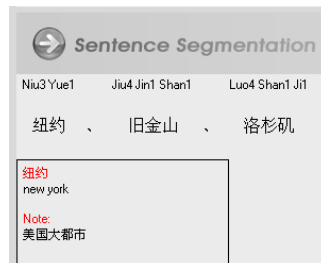 Sentence Segmentation
Niu3 Yue1 Jiu4 Jin1 Shan1 Luo4 Shan1 Ji1
纽约 、 旧金山 、 洛杉矶
纽约
new york
Note:
美国大都市